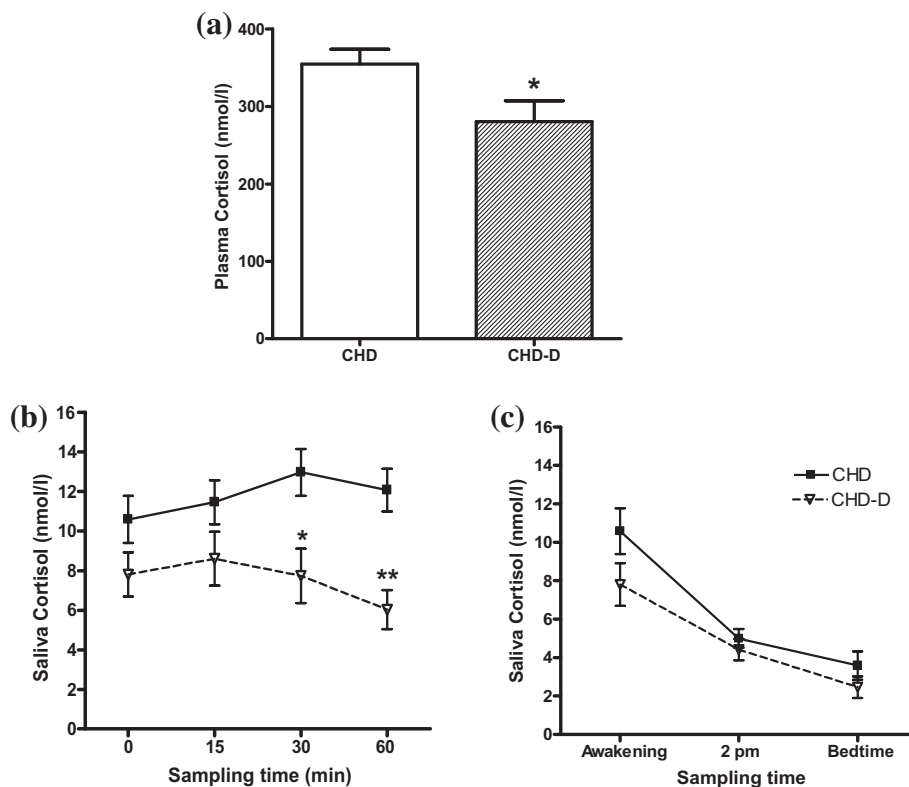 (a)
Plasma Cortisol (nmol/l)
400
300
200
100
0
*
CHD
CHD-D
(b)
Saliva Cortisol (nmol/l)
16
14
12
10
8
6
4
2
0
*
**
0
15
30
60
Sampling time (min)
(c)
Saliva Cortisol (nmol/l)
16
14
12
10
8
6
4
2
0
CHD
CHD-D
Awakening
2 pm
Bedtime
Sampling time